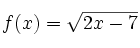 f(x) = √(2x − 7)